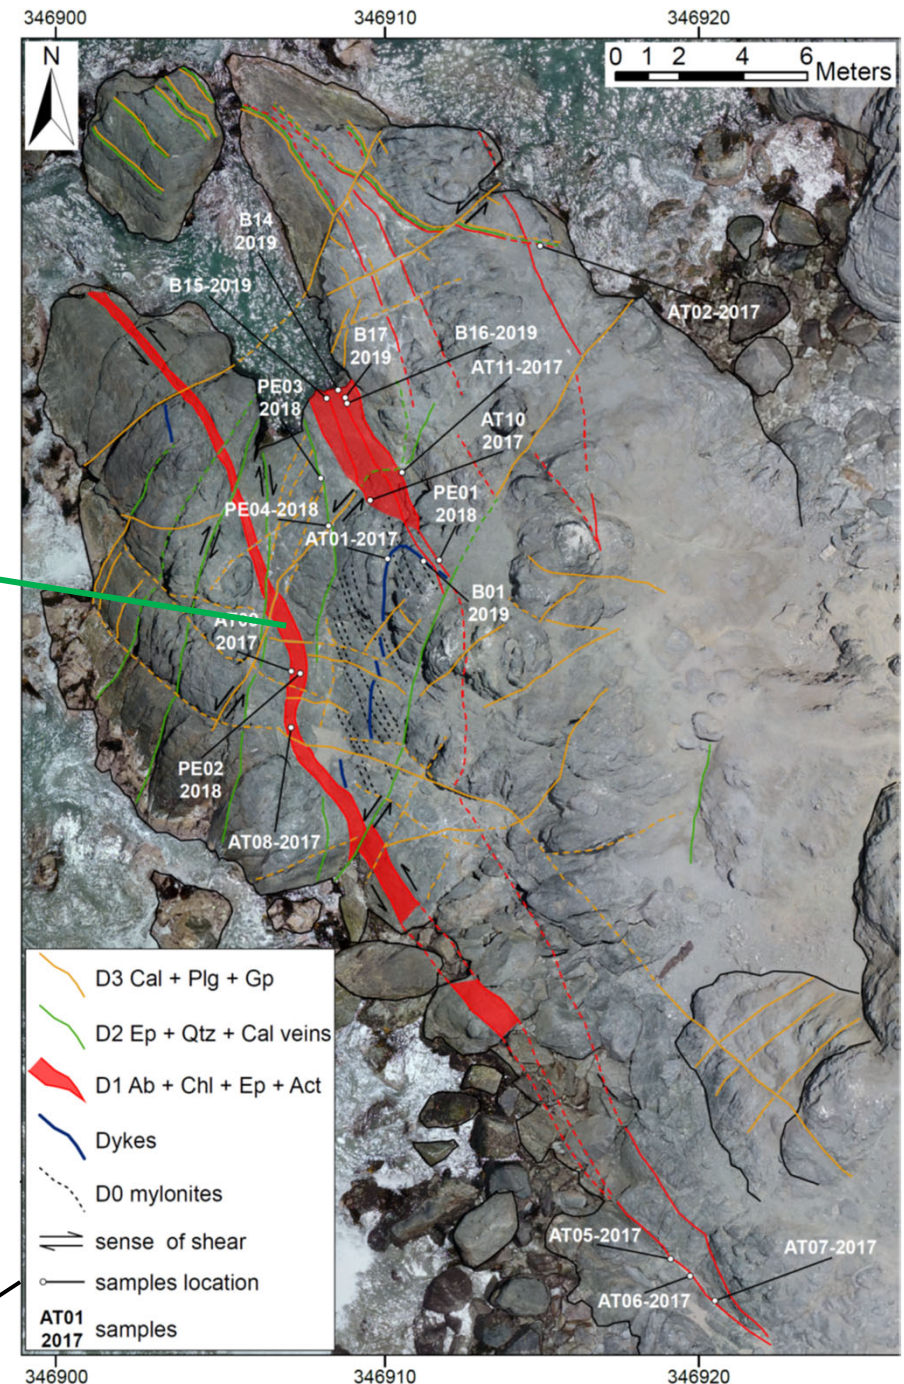 346900
346910
346920
N
0 1 2 4 6 Meters
B14
2019
B15-2019
B17
2019
B16-2019
AT02-2017
AT11-2017
PE03
2018
AT10
2017
PE01
2018
PE04-2018
AT01-2017
B01
2019
2017
PE02
2018
AT08-2017
D3 Cal + Plg + Gp
D2 Ep + Qtz + Cal veins
D1 Ab + Chl + Ep + Act
Dykes
D0 mylonites
sense of shear
samples location
AT01
2017
samples
AT05-2017
AT07-2017
AT06-2017
346900
346910
346920